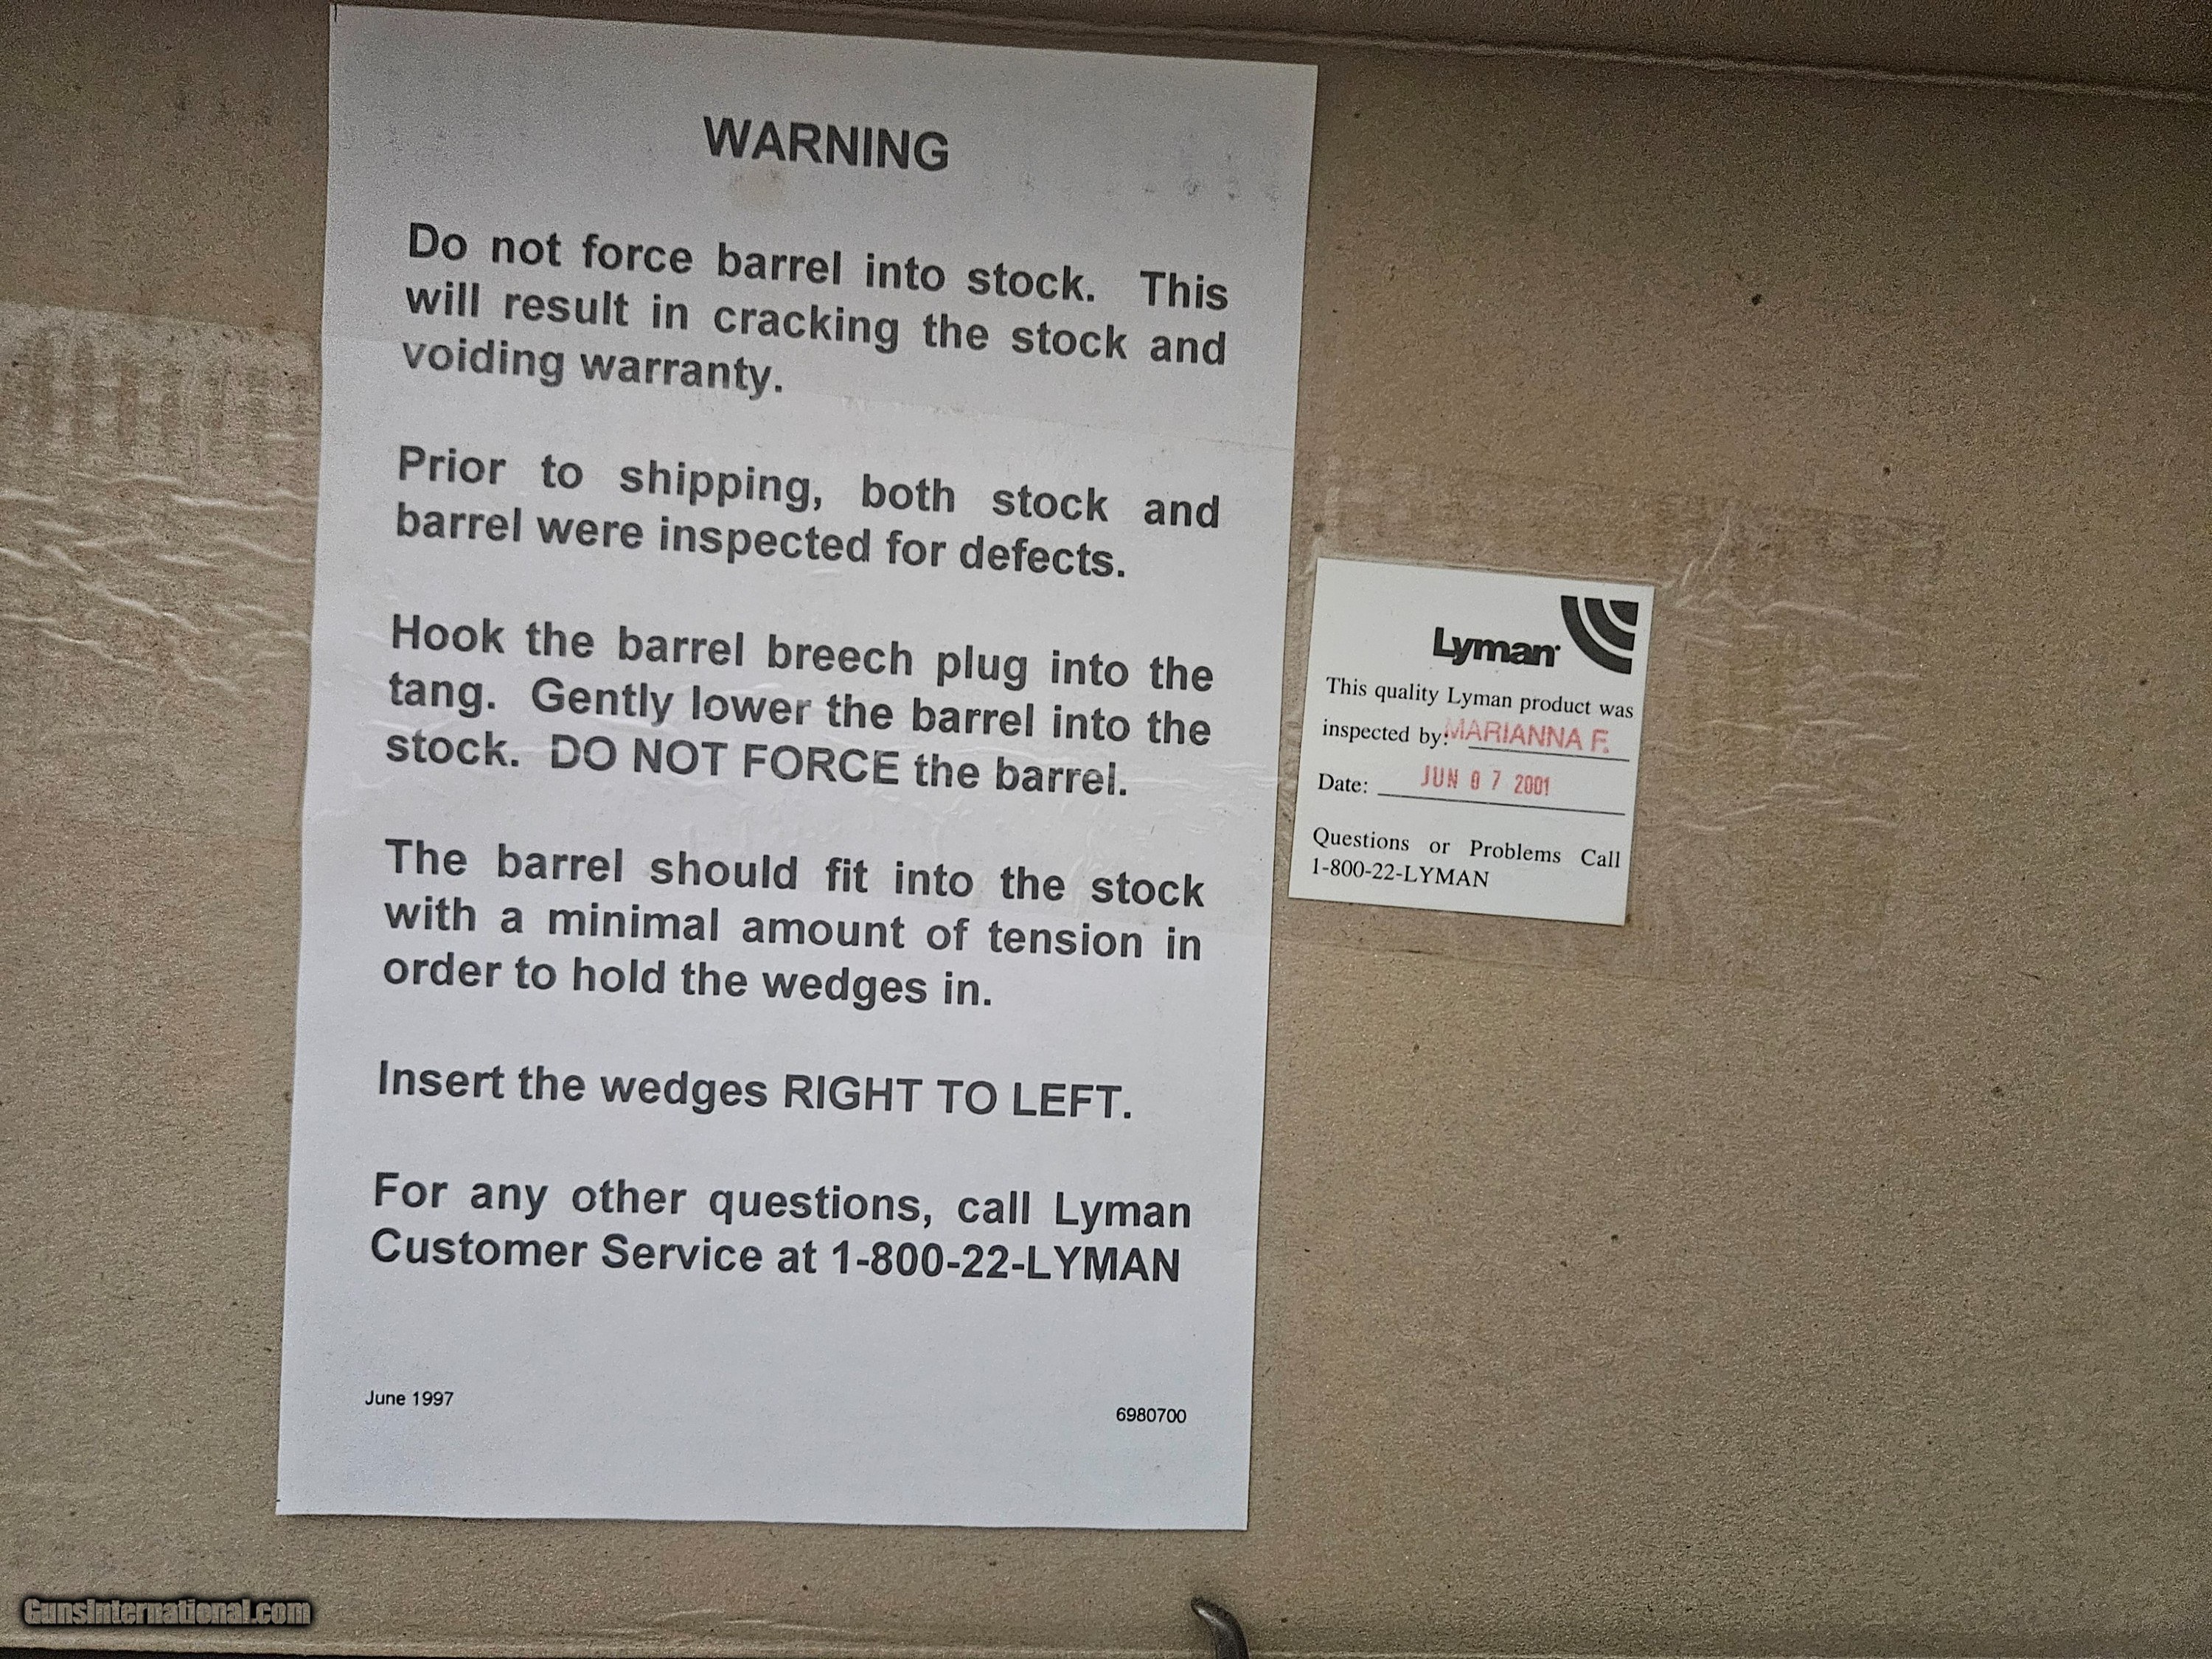 WARNING
Do not force barrel into stock. This
will result in cracking the stock and
voiding warranty.
Prior to shipping, both stock and
barrel were inspected for defects.
Hook the barrel breech plug into the
tang. Gently lower the barrel into the
stock. DO NOT FORCE the barrel.
The barrel should fit into the stock
with a minimal amount of tension in
order to hold the wedges in.
Insert the wedges RIGHT TO LEFT.
For any other questions, call Lyman
Customer Service at 1-800-22-LYMAN
June 1997
6980700
Lyman
This quality Lyman product was
inspected by: MARIANNA F.
Date: JUN 07 2001
Questions or Problems Call
1-800-22-LYMAN
GunsInternational.com